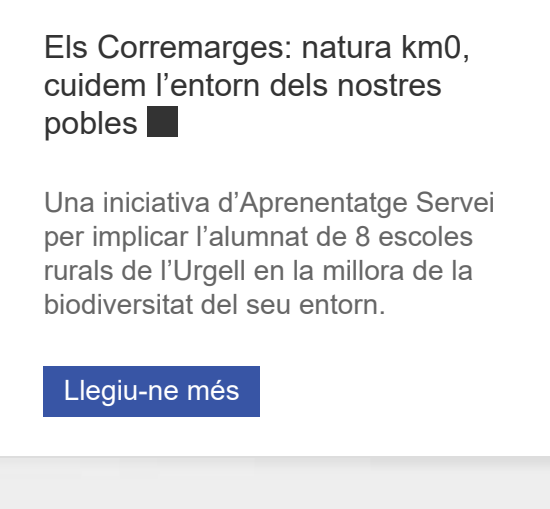 Els Corremarges: natura km0,
cuidem l’entorn dels nostres
pobles
Una iniciativa d’Aprenentatge Servei
per implicar l’alumnat de 8 escoles
rurals de l’Urgell en la millora de la
biodiversitat del seu entorn.
Llegiu-ne més